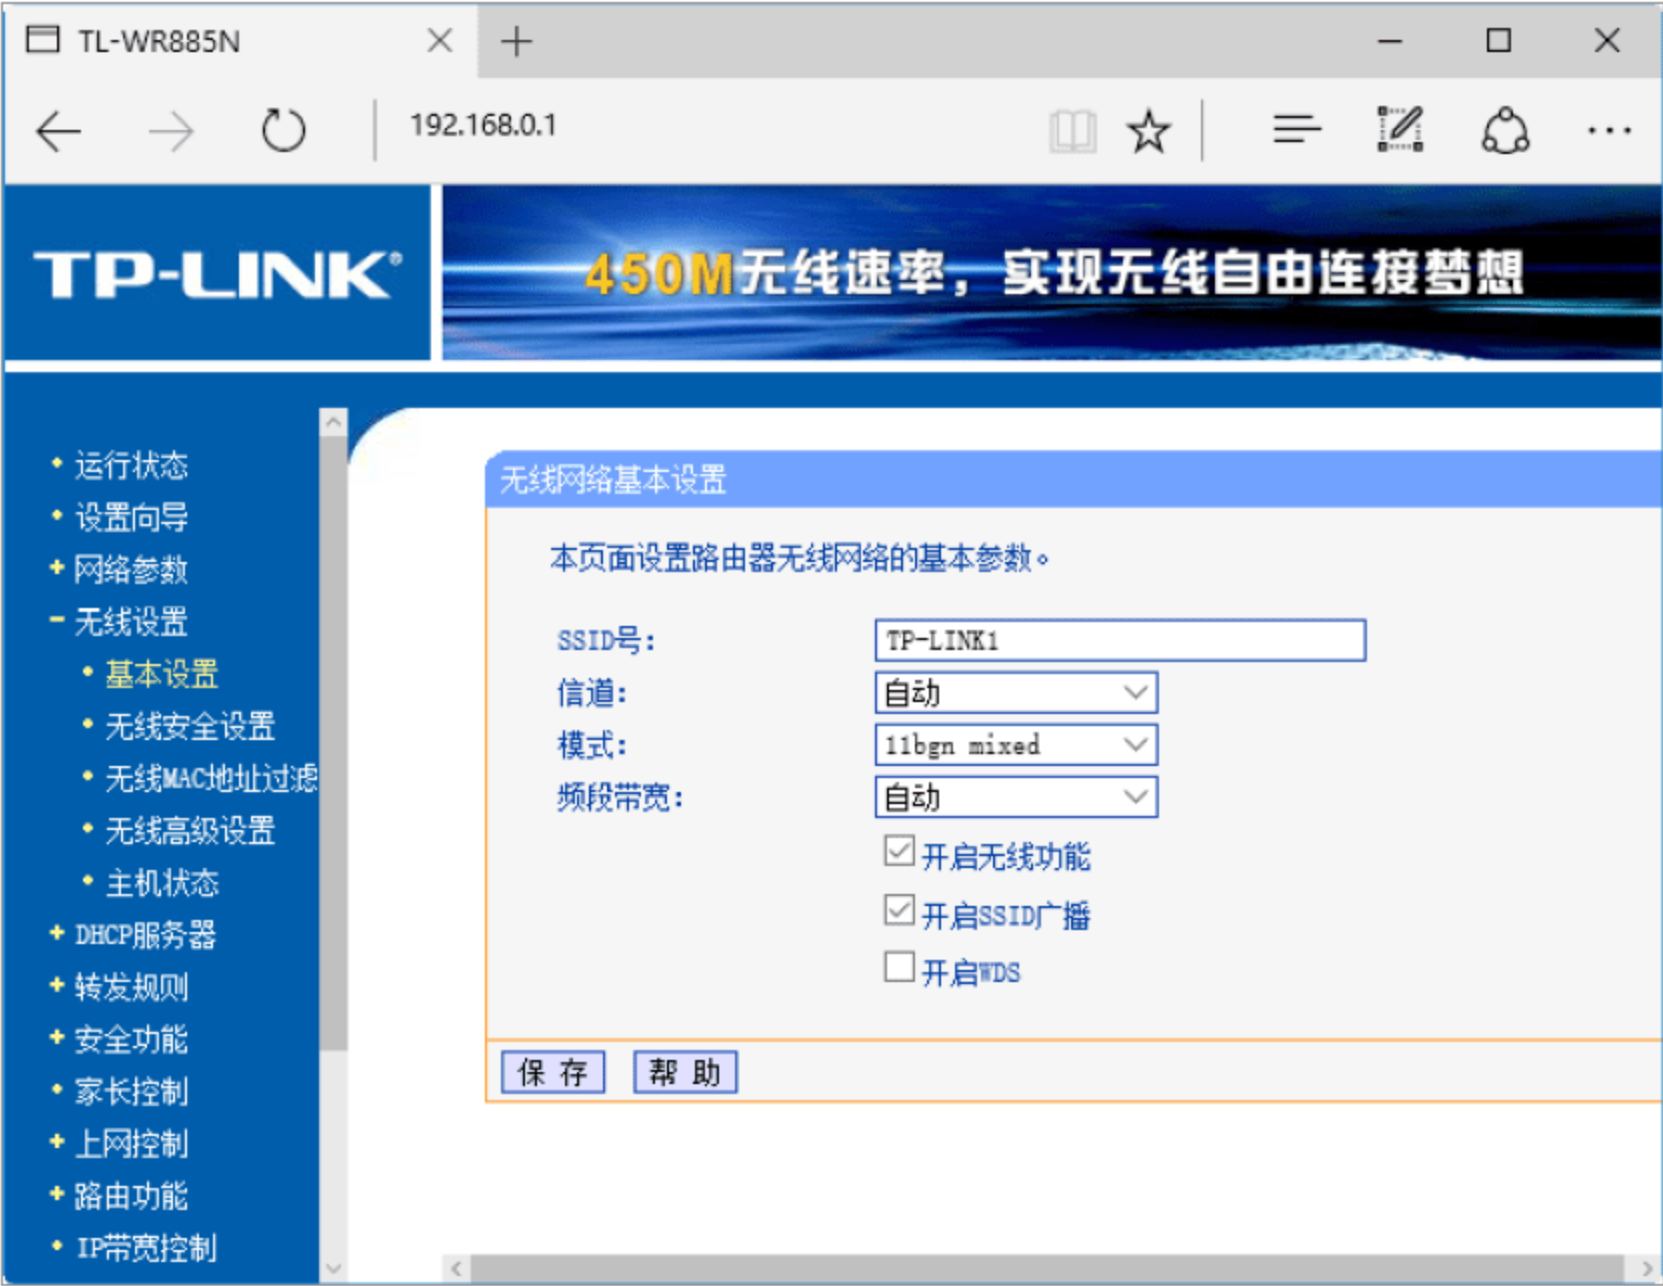 TL-WR885N
192.168.0.1
TP-LINK®
450M无线速率，实现无线自由连接梦想
运行状态
设置向导
网络参数
无线设置
基本设置
无线安全设置
无线MAC地址过滤
无线高级设置
主机状态
DHCP服务器
转发规则
安全功能
家长控制
上网控制
路由功能
IP带宽控制
无线网络基本设置
本页面设置路由器无线网络的基本参数。
SSID号： TP-LINK1
信道： 自动
模式： 11bgn mixed
频段带宽： 自动
开启无线功能
开启SSID广播
开启WDS
保 存 帮 助